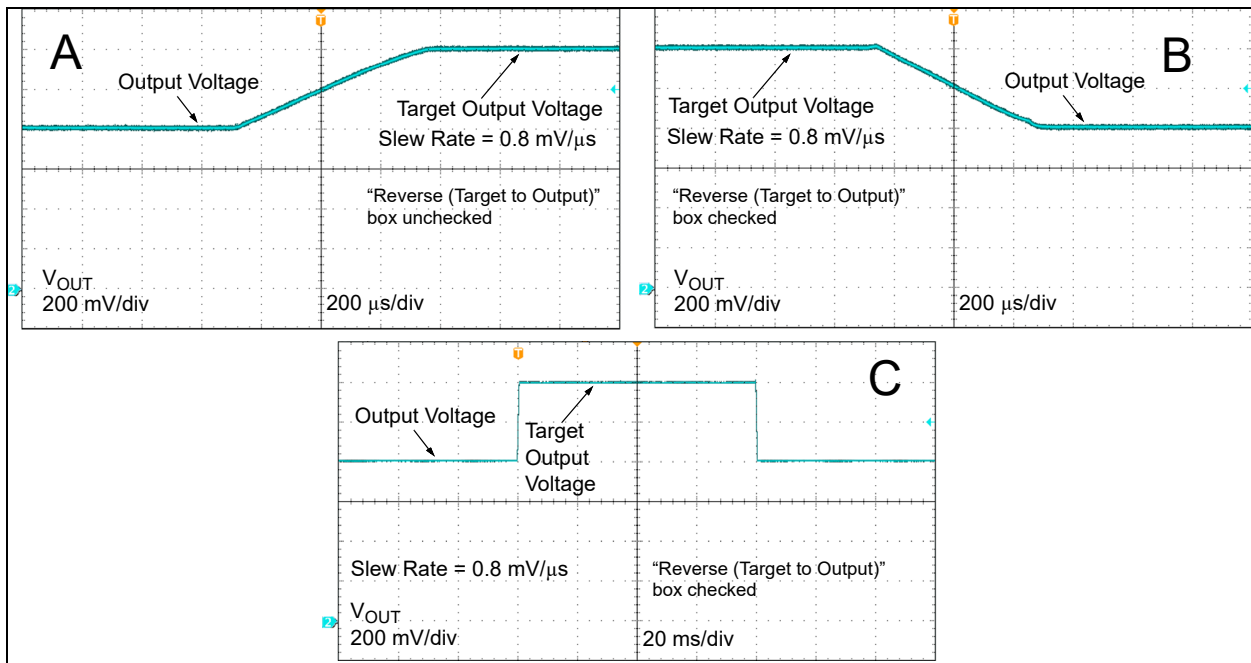 T
A
Output Voltage
Target Output Voltage
Slew Rate = 0.8 mV/μs
"Reverse (Target to Output)"
box unchecked
VOUT
2
200 mV/div
200 μs/div
T
B
Output Voltage
Target Output Voltage
Slew Rate = 0.8 mV/μs
"Reverse (Target to Output)"
box checked
VOUT
2
200 mV/div
200 μs/div
T
C
Output Voltage
Target
Output
Voltage
Slew Rate = 0.8 mV/μs
"Reverse (Target to Output)"
box checked
VOUT
2
200 mV/div
20 ms/div